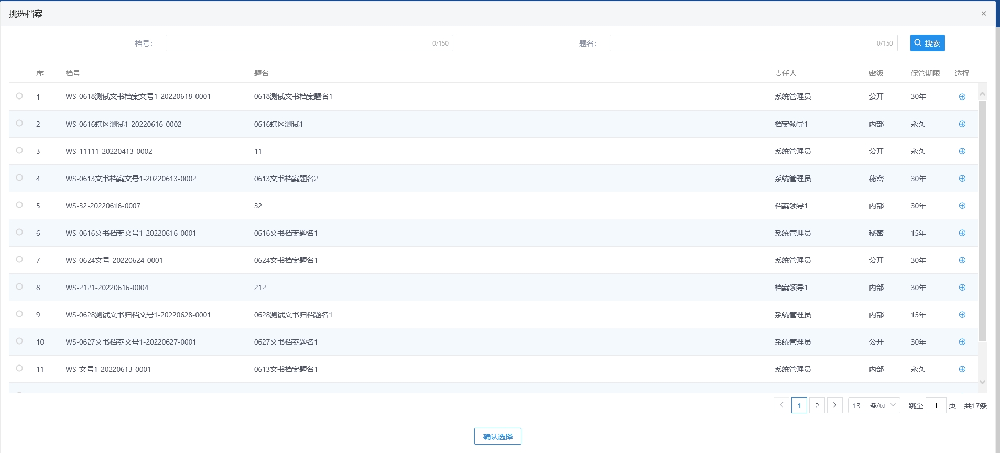 挑选档案
档号： 0/150 题名： 0/150 搜索
序 档号 题名 责任人 密级 保管期限 选择
1 WS-0618测试文书档案文号1-20220618-0001 0618测试文书档案题名1 系统管理员 公开 30年
2 WS-0616辖区测试1-20220616-0002 0616辖区测试1 档案领导1 内部 永久
3 WS-11111-20220413-0002 11 系统管理员 公开 永久
4 WS-0613文书档案文号1-20220613-0002 0613文书档案题名2 系统管理员 秘密 30年
5 WS-32-20220616-0007 32 档案领导1 内部 30年
6 WS-0616文书档案文号1-20220616-0001 0616文书档案题名1 系统管理员 秘密 15年
7 WS-0624文号-20220624-0001 0624文书档案题名1 系统管理员 公开 30年
8 WS-2121-20220616-0004 212 档案领导1 内部 30年
9 WS-0628测试文书归档文号1-20220628-0001 0628测试文书归档题名1 系统管理员 内部 15年
10 WS-0627文书档案文号1-20220627-0001 0627文书档案题名1 系统管理员 公开 30年
11 WS-文号1-20220613-0001 0613文书档案题名1 系统管理员 内部 永久
1 2 13 条/页 跳至 1 页 共17条
确认选择